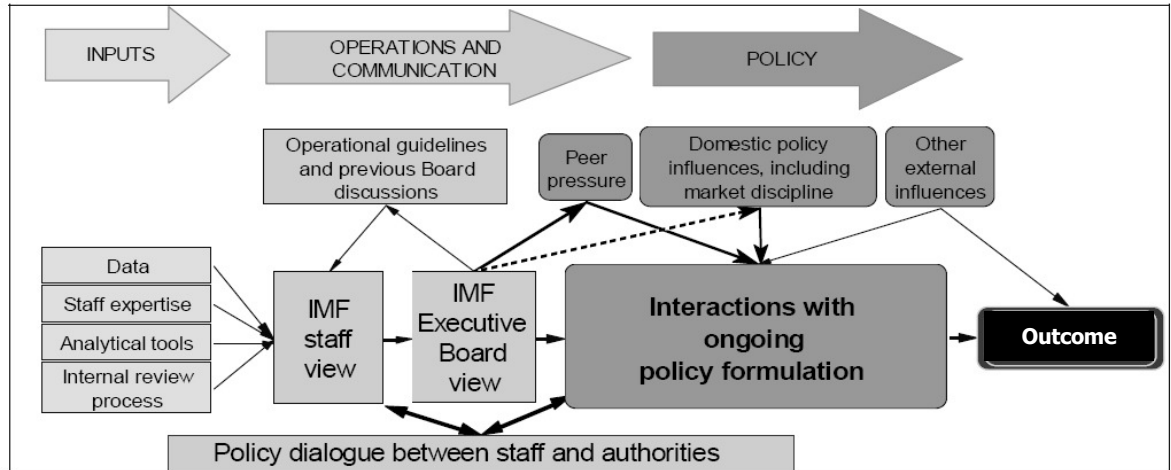 INPUTS
OPERATIONS AND
COMMUNICATION
POLICY
Operational guidelines
and previous Board
discussions
Peer
pressure
Domestic policy
influences, including
market discipline
Other
external
influences
Data
Staff expertise
Analytical tools
Internal review
process
IMF
staff
view
IMF
Executive
Board
view
Interactions with
ongoing
policy formulation
Outcome
Policy dialogue between staff and authorities